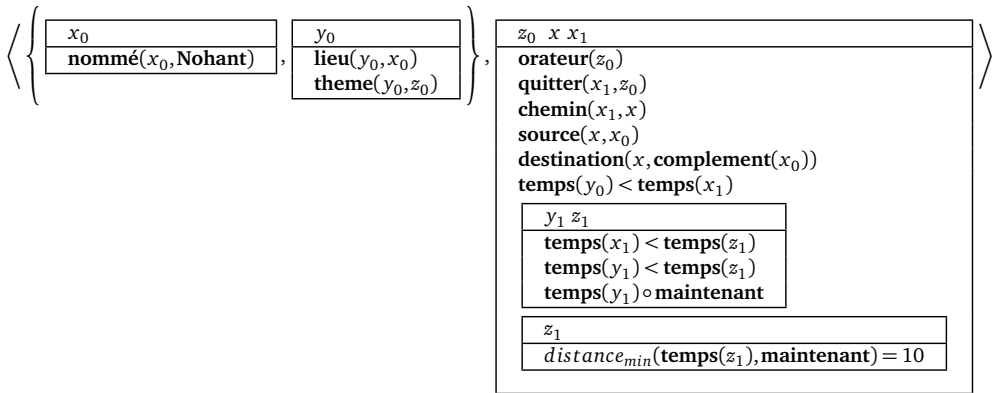 ⟨ { x₀
nommé(x₀,Nohant) ,
y₀
lieu(y₀,x₀)
theme(y₀,z₀) } ,
z₀ x x₁
orateur(z₀)
quitter(x₁,z₀)
chemin(x₁,x)
source(x,x₀)
destination(x,complement(x₀))
temps(y₀) < temps(x₁)
y₁ z₁
temps(x₁) < temps(z₁)
temps(y₁) < temps(z₁)
temps(y₁)∘maintenant
z₁
distance_min(temps(z₁),maintenant) = 10 ⟩